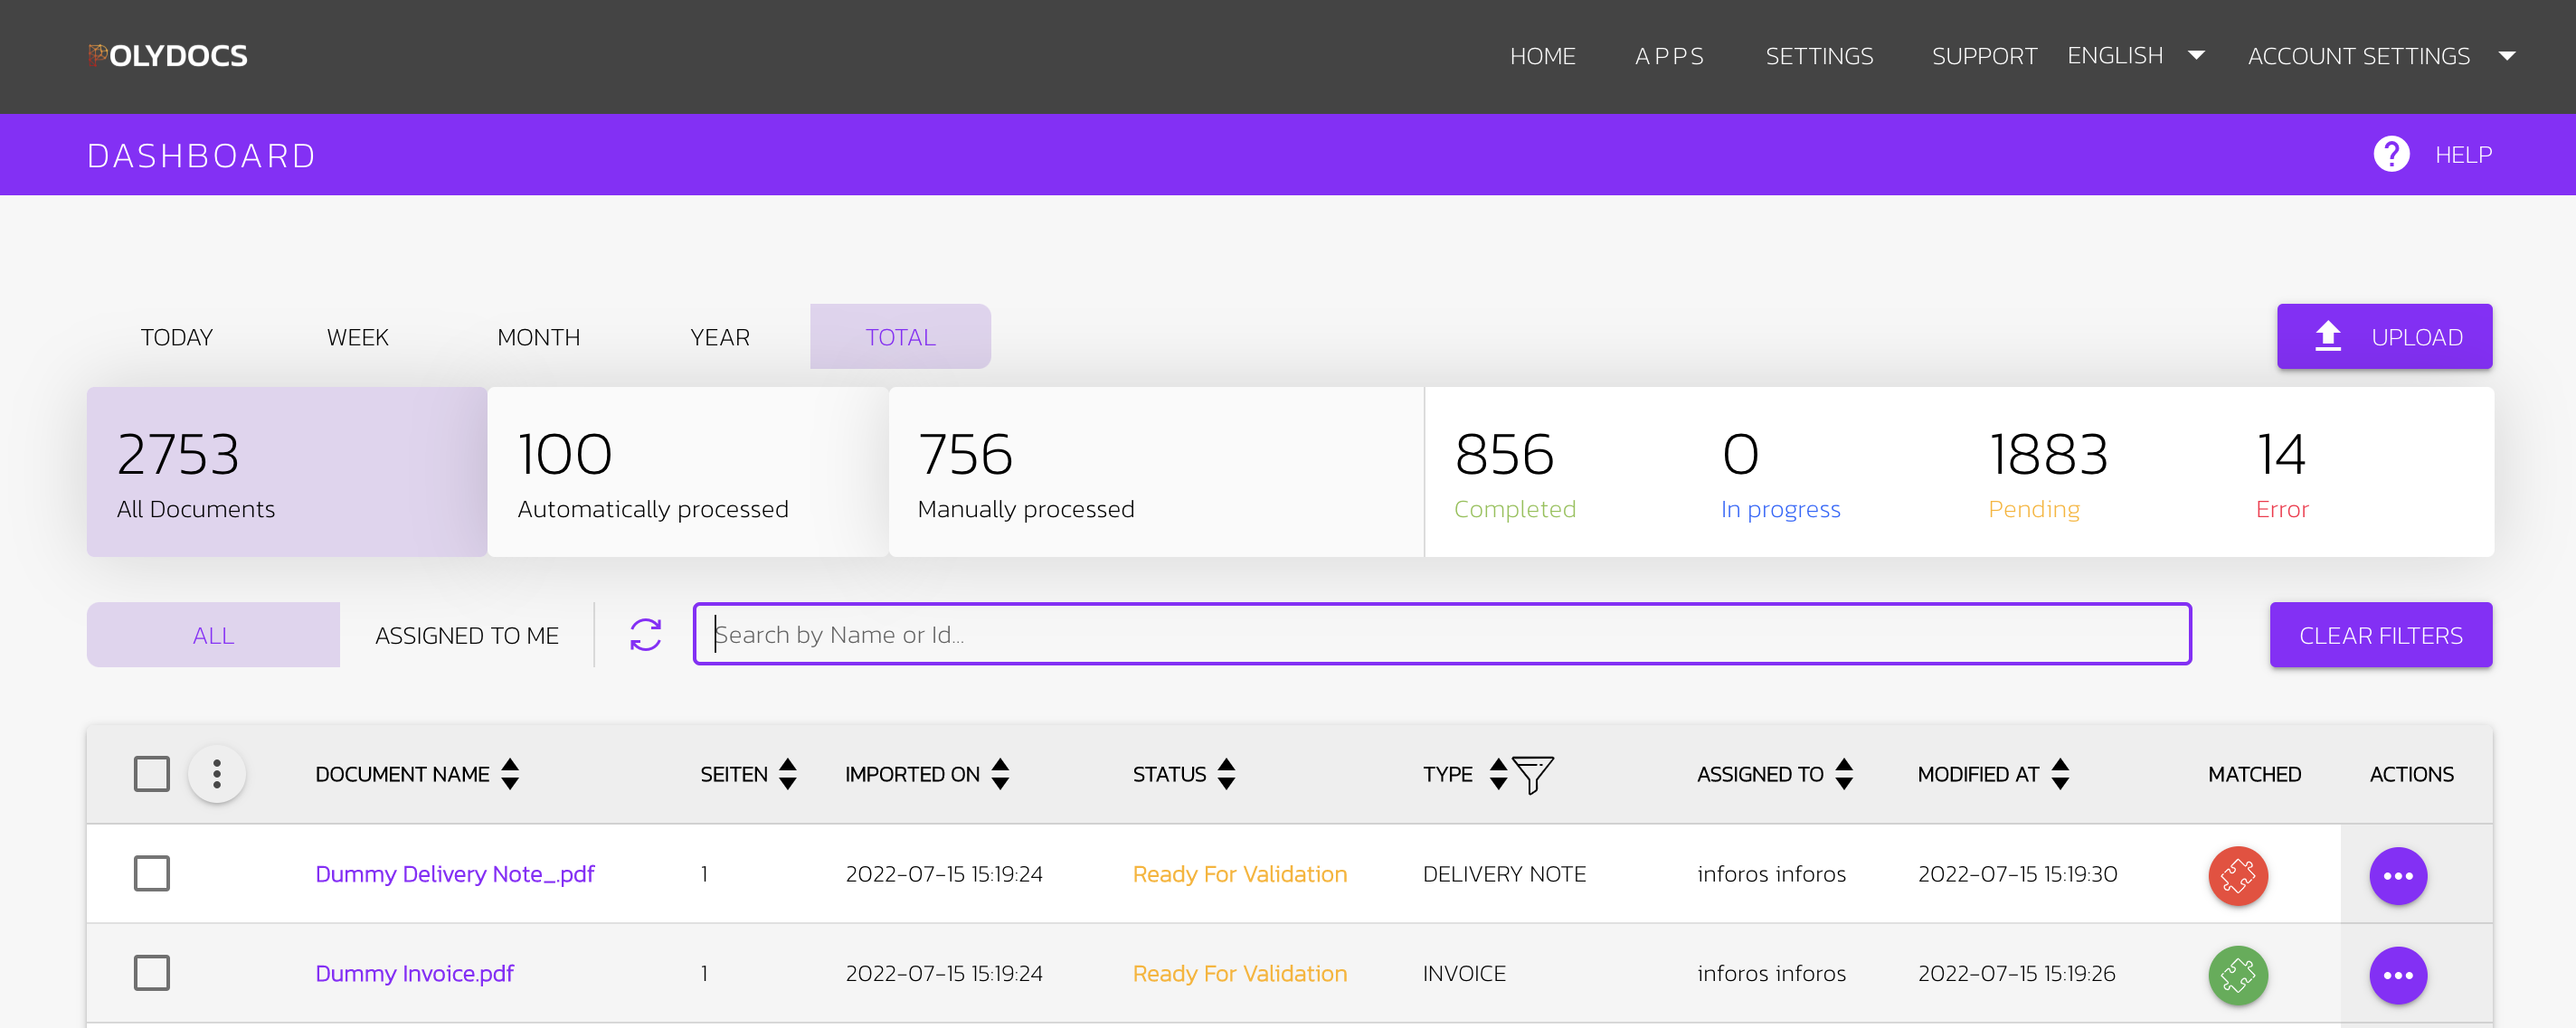 POLYDOCS HOME APPS SETTINGS SUPPORT ENGLISH ACCOUNT SETTINGS
DASHBOARD HELP
TODAY WEEK MONTH YEAR TOTAL UPLOAD
2753 100 756 856 0 1883 14
All Documents Automatically processed Manually processed Completed In progress Pending Error
ALL ASSIGNED TO ME Search by Name or Id... CLEAR FILTERS
DOCUMENT NAME SEITEN IMPORTED ON STATUS TYPE ASSIGNED TO MODIFIED AT MATCHED ACTIONS
Dummy Delivery Note_.pdf 1 2022-07-15 15:19:24 Ready For Validation DELIVERY NOTE inforos inforos 2022-07-15 15:19:30
Dummy Invoice.pdf 1 2022-07-15 15:19:24 Ready For Validation INVOICE inforos inforos 2022-07-15 15:19:26